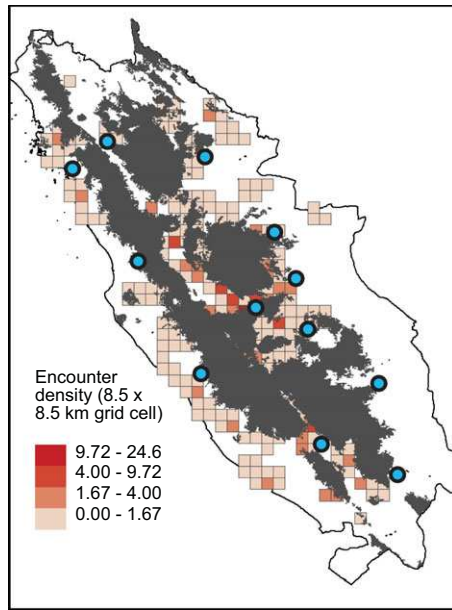 Encounter
density (8.5 x
8.5 km grid cell)
9.72 - 24.6
4.00 - 9.72
1.67 - 4.00
0.00 - 1.67